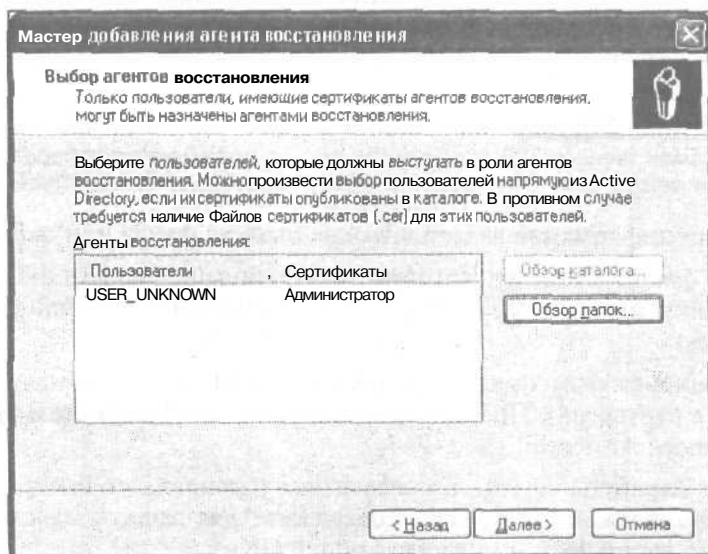 Мастер добавления агента восстановления
Выбор агентов восстановления
Только пользователи, имеющие сертификаты агентов восстановления,
могут быть назначены агентами восстановления.
Выберите пользователей, которые должны выступать в роли агентов
восстановления. Можно произвести выбор пользователей напрямую из Active
Directory, если их сертификаты опубликованы в каталоге. В противном случае
требуется наличие Файлов сертификатов (.cer) для этих пользователей.
Агенты восстановления:
Пользователи , Сертификаты
USER_UNKNOWN Администратор
Обзор каталога...
Обзор папок...
< Назад Далее > Отмена